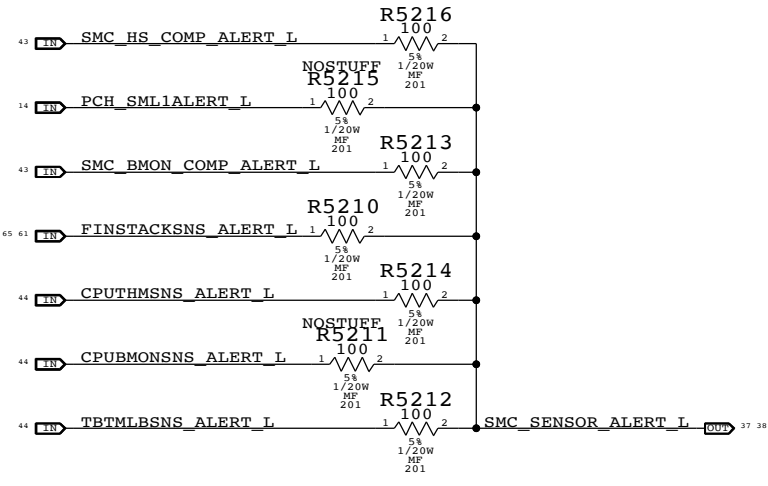 R5216
100
43 IN SMC_HS_COMP_ALERT_L 1 2
5%
1/20W
MF
201
NOSTUFF
R5215
100
14 IN PCH_SML1ALERT_L 1 2
5%
1/20W
MF
201
R5213
100
43 IN SMC_BMON_COMP_ALERT_L 1 2
5%
1/20W
MF
201
R5210
100
65 61 IN FINSTACKSNS_ALERT_L 1 2
5%
1/20W
MF
201
R5214
100
44 IN CPUTHMSNS_ALERT_L 1 2
5%
1/20W
MF
201
NOSTUFF
R5211
100
44 IN CPUBMONSNS_ALERT_L 1 2
5%
1/20W
MF
201
R5212
100
44 IN TBTMLBSNS_ALERT_L 1 2 SMC_SENSOR_ALERT_L OUT 37 38
5%
1/20W
MF
201